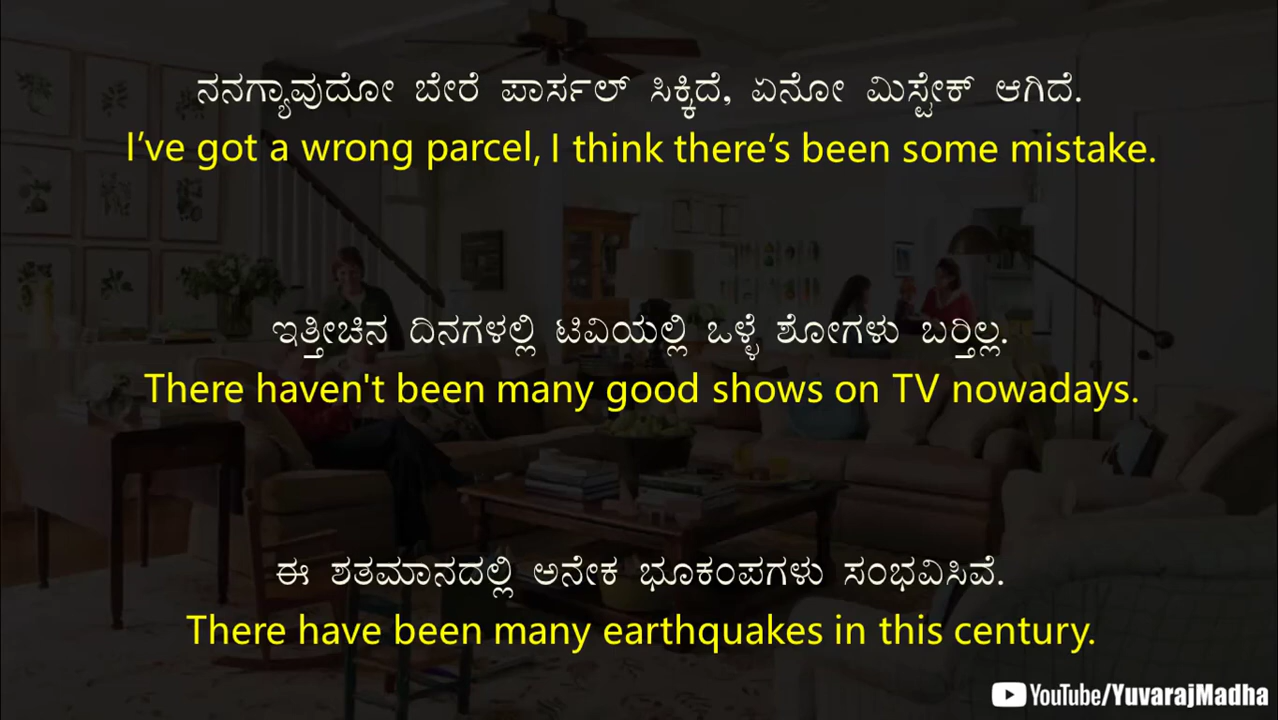 ನನಗ್ಯಾವುದೋ ಬೇರೆ ಪಾರ್ಸಲ್ ಸಿಕ್ಕಿದೆ, ಏನೋ ಮಿಸ್ಟೇಕ್ ಆಗಿದೆ.
I’ve got a wrong parcel, I think there’s been some mistake.
ಇತ್ತೀಚಿನ ದಿನಗಳಲ್ಲಿ ಟಿವಿಯಲ್ಲಿ ಒಳ್ಳೆ ಶೋಗಳು ಬರ‍್ತಿಲ್ಲ.
There haven't been many good shows on TV nowadays.
ಈ ಶತಮಾನದಲ್ಲಿ ಅನೇಕ ಭೂಕಂಪಗಳು ಸಂಭವಿಸಿವೆ.
There have been many earthquakes in this century.
YouTube/YuvarajMadha